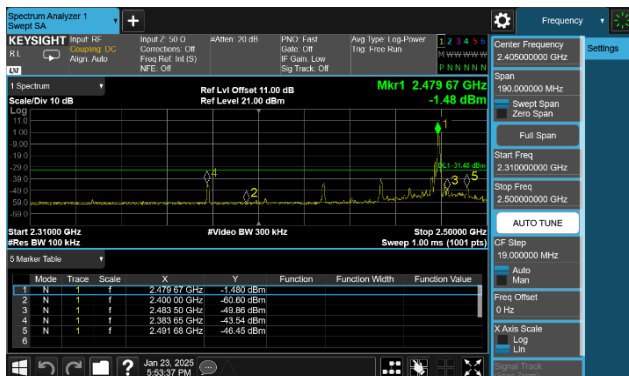 Spectrum Analyzer 1
Swept SA
Frequency
KEYSIGHT
RL
Input: RF
Coupling: DC
Align: Auto
Input Z: 50 Ω
Corrections: Off
Freq Ref: Int (S)
NFE: Off
#Atten: 20 dB
PNO: Fast
Gate: Off
IF Gain: Low
Sig Track: Off
Avg Type: Log-Power
Trig: Free Run
1 2 3 4 5 6
M W W W W W
P N N N N N
LXI
Settings
1 Spectrum
Scale/Div 10 dB
Ref Lvl Offset 11.00 dB
Ref Level 21.00 dBm
Mkr1 2.479 67 GHz
-1.48 dBm
Log
11.0
1.00
-9.00
-19.0
-29.0
-39.0
-49.0
-59.0
-69.0
1
4
2
3
5
DL1 -31.48 dBm
Start 2.31000 GHz
#Res BW 100 kHz
#Video BW 300 kHz
Stop 2.50000 GHz
Sweep 1.00 ms (1001 pts)
5 Marker Table
Mode Trace Scale X Y Function Function Width Function Value
1 N 1 f 2.479 67 GHz -1.480 dBm
2 N 1 f 2.400 00 GHz -60.60 dBm
3 N 1 f 2.483 50 GHz -49.86 dBm
4 N 1 f 2.383 65 GHz -43.54 dBm
5 N 1 f 2.491 68 GHz -46.45 dBm
6
Center Frequency
2.405000000 GHz
Span
190.000000 MHz
Swept Span
Zero Span
Full Span
Start Freq
2.310000000 GHz
Stop Freq
2.500000000 GHz
AUTO TUNE
CF Step
19.000000 MHz
Auto
Man
Freq Offset
0 Hz
X Axis Scale
Log
Lin
Signal Track
(Span Zoom)
?
Jan 23, 2025
5:53:37 PM